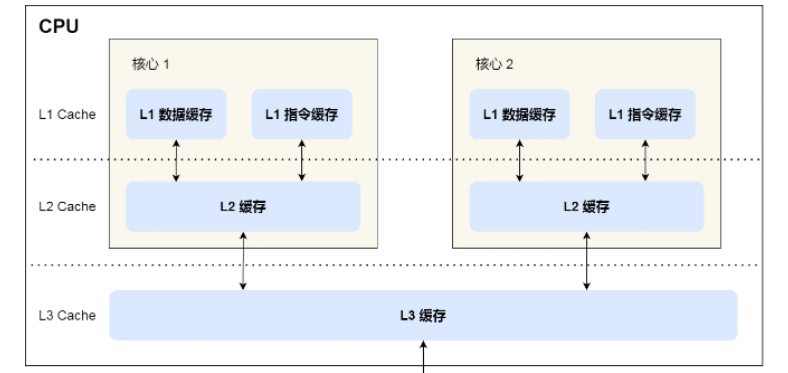 CPU
核心 1
核心 2
L1 Cache
L1 数据缓存
L1 指令缓存
L1 数据缓存
L1 指令缓存
L2 Cache
L2 缓存
L2 缓存
L3 Cache
L3 缓存